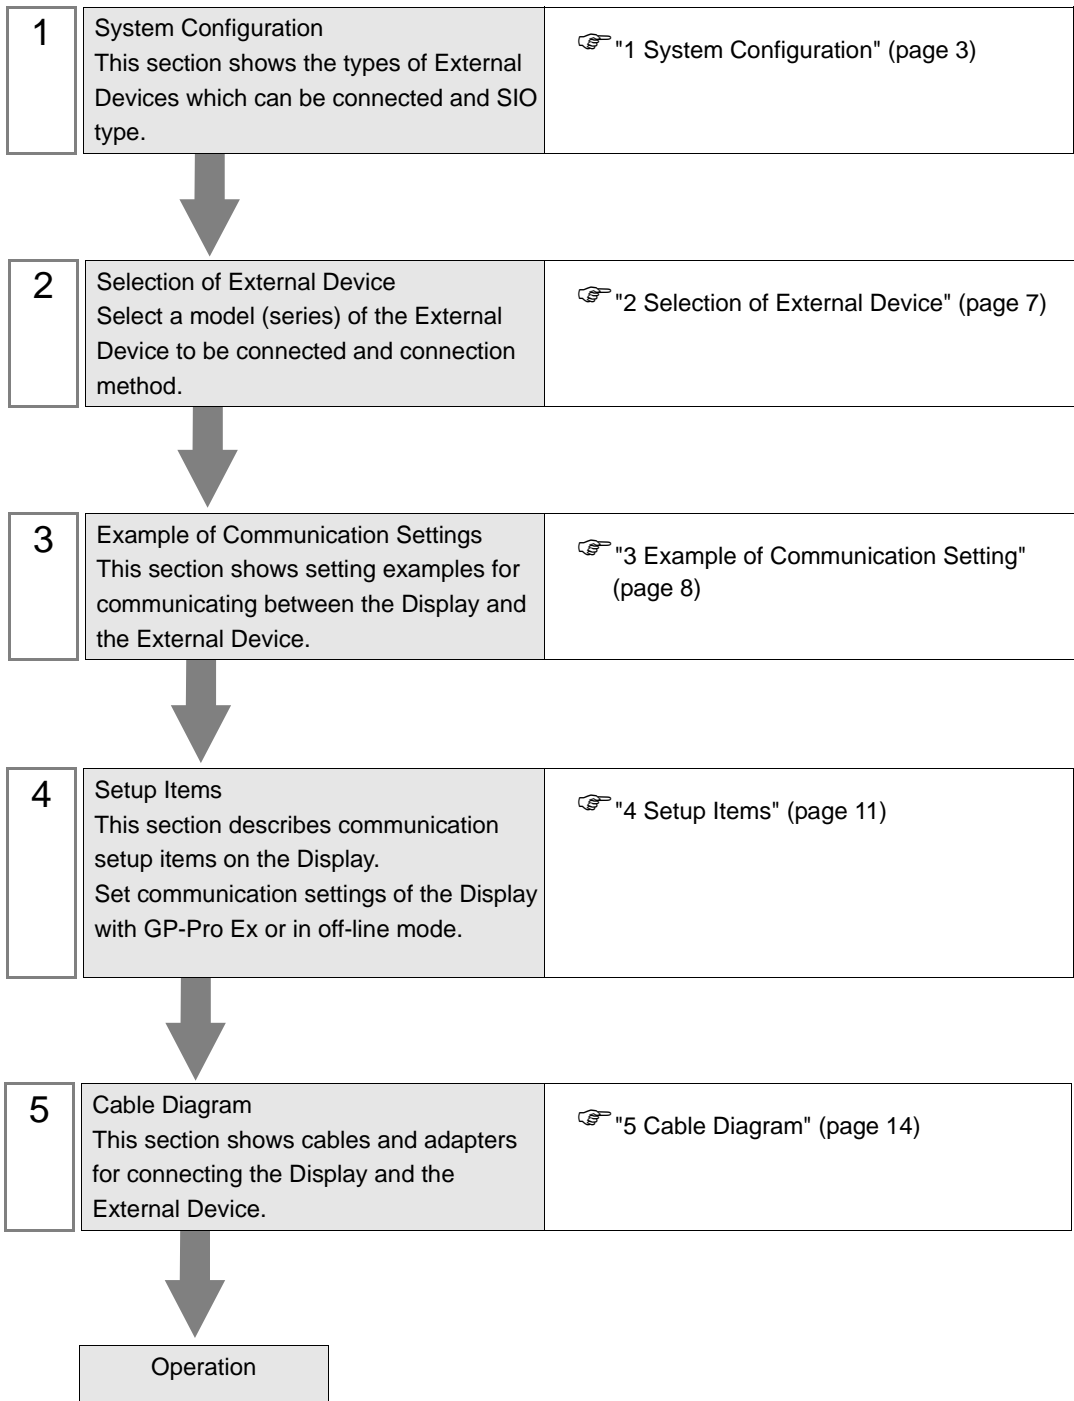 1
System Configuration
This section shows the types of External
Devices which can be connected and SIO
type.
"1 System Configuration" (page 3)
2
Selection of External Device
Select a model (series) of the External
Device to be connected and connection
method.
"2 Selection of External Device" (page 7)
3
Example of Communication Settings
This section shows setting examples for
communicating between the Display and
the External Device.
"3 Example of Communication Setting"
(page 8)
4
Setup Items
This section describes communication
setup items on the Display.
Set communication settings of the Display
with GP-Pro Ex or in off-line mode.
"4 Setup Items" (page 11)
5
Cable Diagram
This section shows cables and adapters
for connecting the Display and the
External Device.
"5 Cable Diagram" (page 14)
Operation